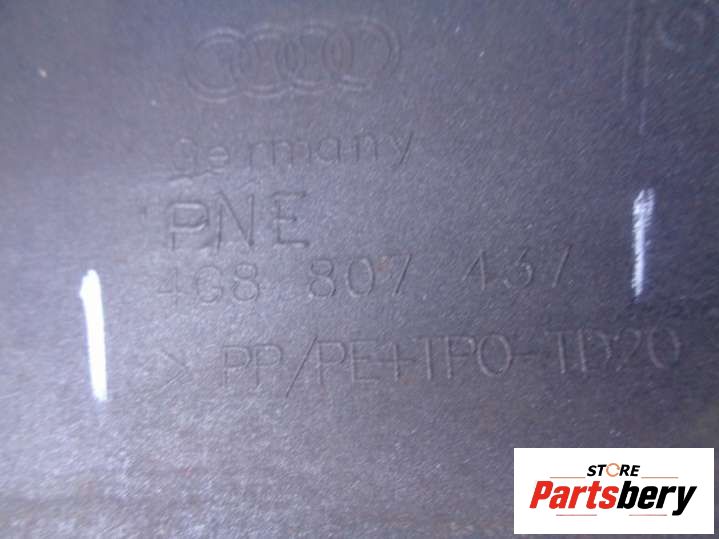 Germany
PNE
4G8 807 437
> PP/PE+TPO-TD20
STORE
Partsbery